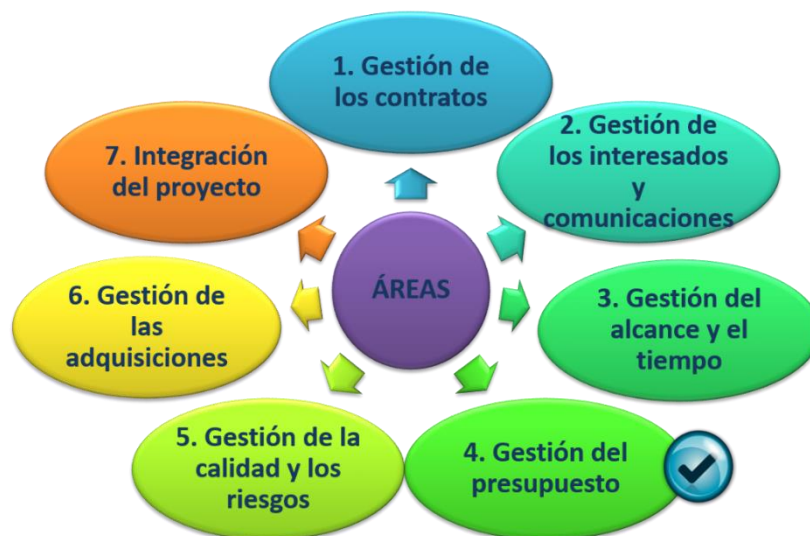 1. Gestión de
los contratos
2. Gestión de
los interesados
y
comunicaciones
3. Gestión del
alcance y el
tiempo
4. Gestión del
presupuesto
5. Gestión de la
calidad y los
riesgos
6. Gestión de
las
adquisiciones
7. Integración
del proyecto
ÁREAS